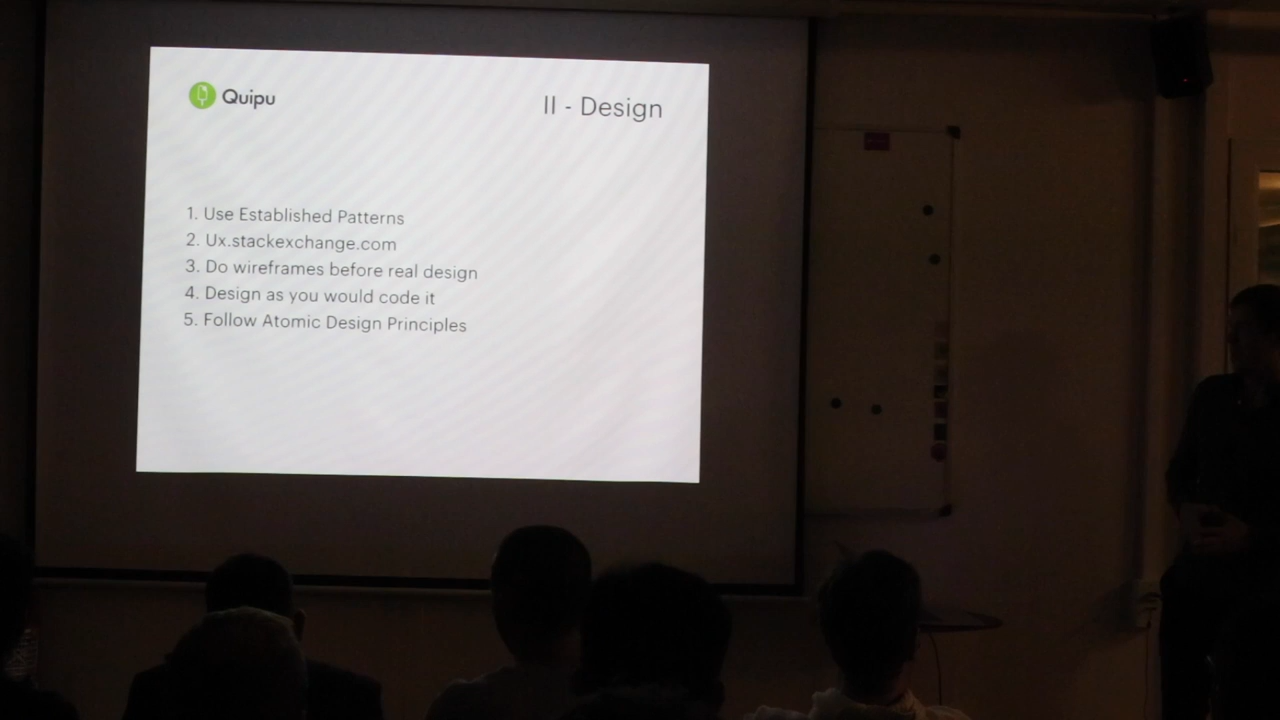 Quipu
II - Design
1. Use Established Patterns
2. Ux.stackexchange.com
3. Do wireframes before real design
4. Design as you would code it
5. Follow Atomic Design Principles